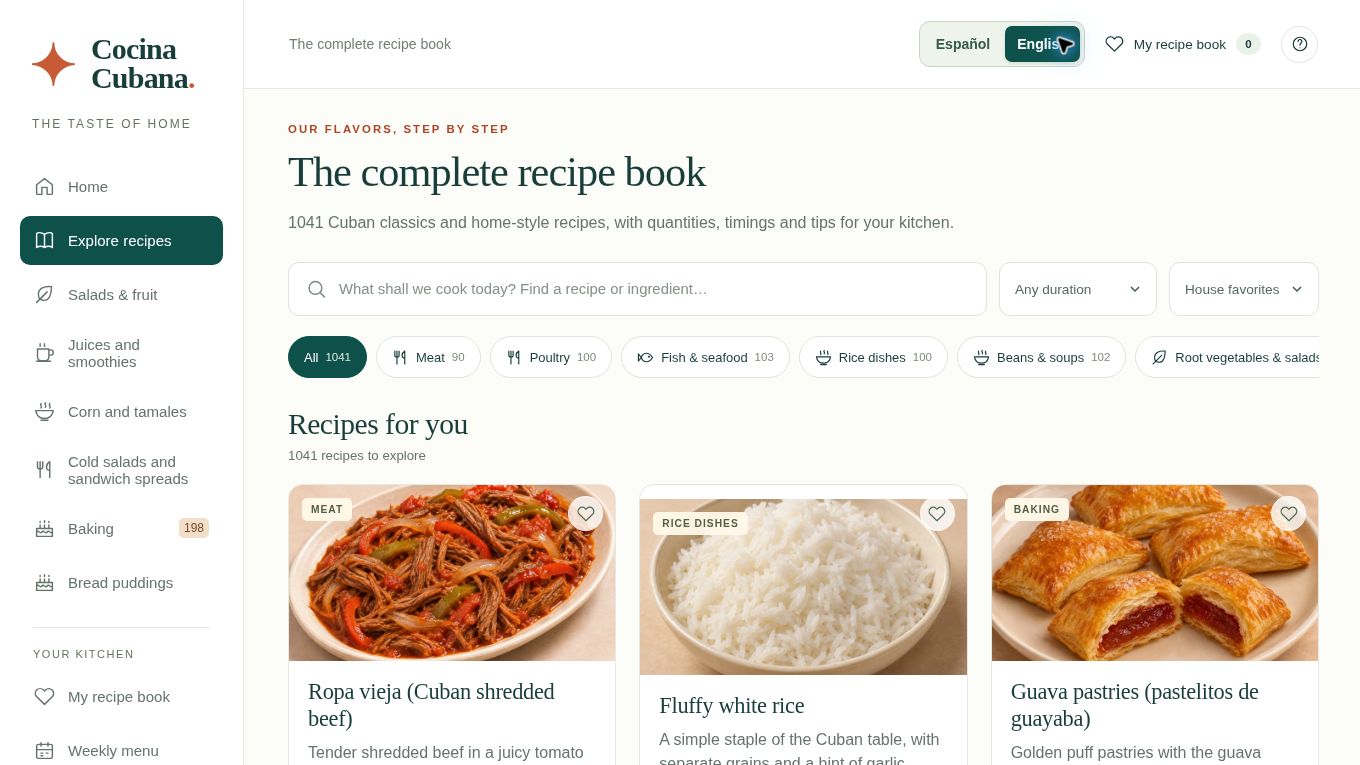 Cocina
Cubana.
THE TASTE OF HOME
Home
Explore recipes
Salads & fruit
Juices and
smoothies
Corn and tamales
Cold salads and
sandwich spreads
Baking 198
Bread puddings
YOUR KITCHEN
My recipe book
Weekly menu
The complete recipe book
Español
My recipe book 0
OUR FLAVORS, STEP BY STEP
The complete recipe book
1041 Cuban classics and home-style recipes, with quantities, timings and tips for your kitchen.
What shall we cook today? Find a recipe or ingredient…
Any duration
House favorites
All 1041
Meat 90
Poultry 100
Fish & seafood 103
Rice dishes 100
Beans & soups 102
Root vegetables & salads
Recipes for you
1041 recipes to explore
MEAT
Ropa vieja (Cuban shredded
beef)
Tender shredded beef in a juicy tomato
RICE DISHES
Fluffy white rice
A simple staple of the Cuban table, with
separate grains and a hint of garlic.
BAKING
Guava pastries (pastelitos de
guayaba)
Golden puff pastries with the guava